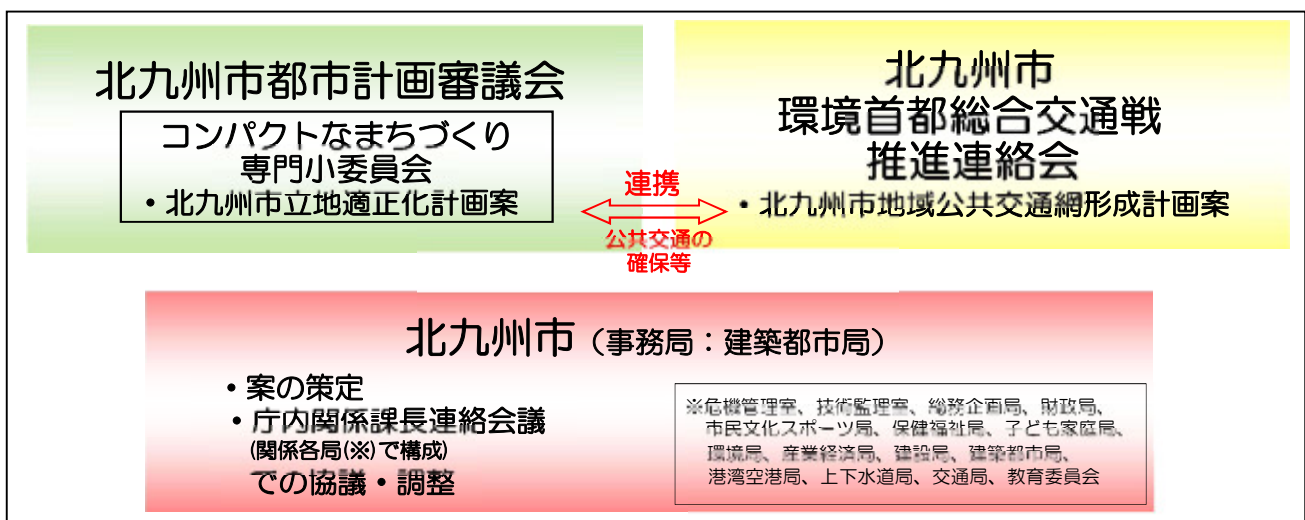 北九州市都市計画審議会
コンパクトなまちづくり
専門小委員会
・北九州市立地適正化計画案
北九州市
環境首都総合交通戦
推進連絡会
・北九州市地域公共交通網形成計画案
連携
公共交通の
確保等
北九州市（事務局：建築都市局）
・案の策定
・庁内関係課長連絡会議
(関係各局(※)で構成)
での協議・調整
※危機管理室、技術監理室、総務企画局、財政局、
市民文化スポーツ局、保健福祉局、子ども家庭局、
環境局、産業経済局、建設局、建築都市局、
港湾空港局、上下水道局、交通局、教育委員会